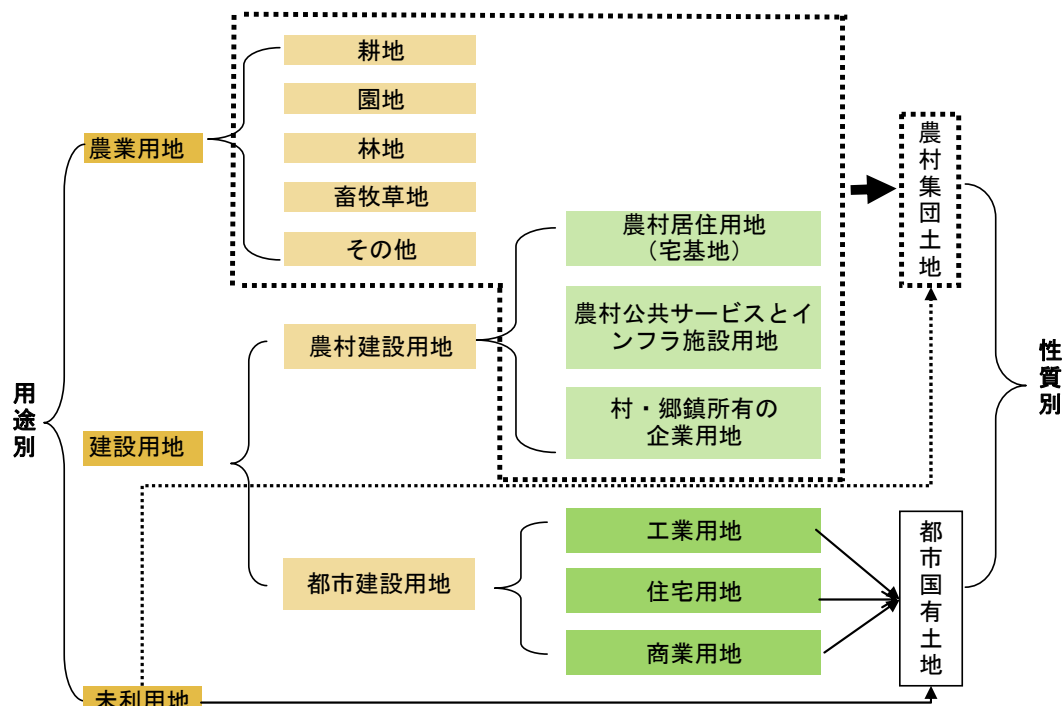 用途別
農業用地
耕地
園地
林地
畜牧草地
その他
建設用地
農村建設用地
農村居住用地
（宅基地）
農村公共サービスとイ
ンフラ施設用地
村・郷鎮所有の
企業用地
都市建設用地
工業用地
住宅用地
商業用地
未利用地
農村集団土地
都市国有土地
性質別